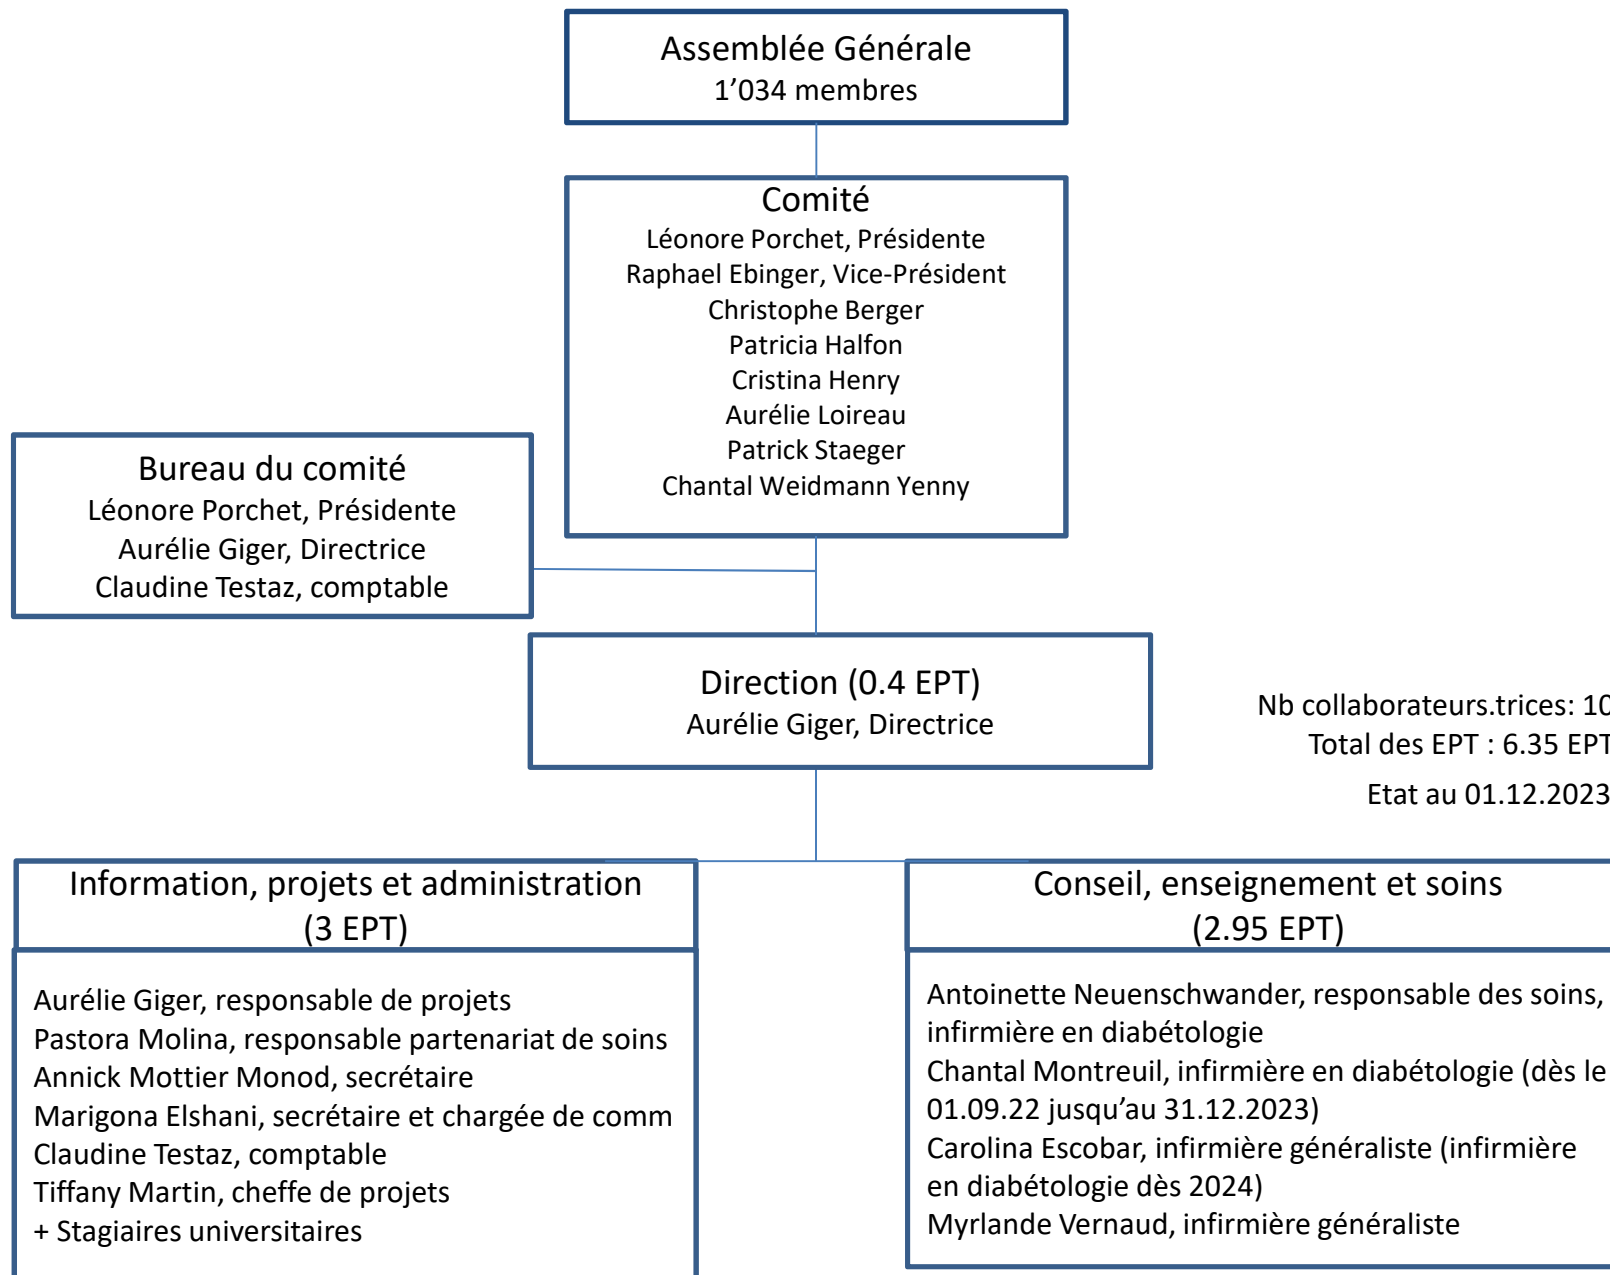 Assemblée Générale
1’034 membres
Comité
Léonore Porchet, Présidente
Raphael Ebinger, Vice-Président
Christophe Berger
Patricia Halfon
Cristina Henry
Aurélie Loireau
Patrick Staeger
Chantal Weidmann Yenny
Bureau du comité
Léonore Porchet, Présidente
Aurélie Giger, Directrice
Claudine Testaz, comptable
Direction (0.4 EPT)
Aurélie Giger, Directrice
Nb collaborateurs.trices: 10
Total des EPT : 6.35 EPT
Etat au 01.12.2023
Information, projets et administration
(3 EPT)
Aurélie Giger, responsable de projets
Pastora Molina, responsable partenariat de soins
Annick Mottier Monod, secrétaire
Marigona Elshani, secrétaire et chargée de comm
Claudine Testaz, comptable
Tiffany Martin, cheffe de projets
+ Stagiaires universitaires
Conseil, enseignement et soins
(2.95 EPT)
Antoinette Neuenschwander, responsable des soins,
infirmière en diabétologie
Chantal Montreuil, infirmière en diabétologie (dès le
01.09.22 jusqu’au 31.12.2023)
Carolina Escobar, infirmière généraliste (infirmière
en diabétologie dès 2024)
Myrlande Vernaud, infirmière généraliste